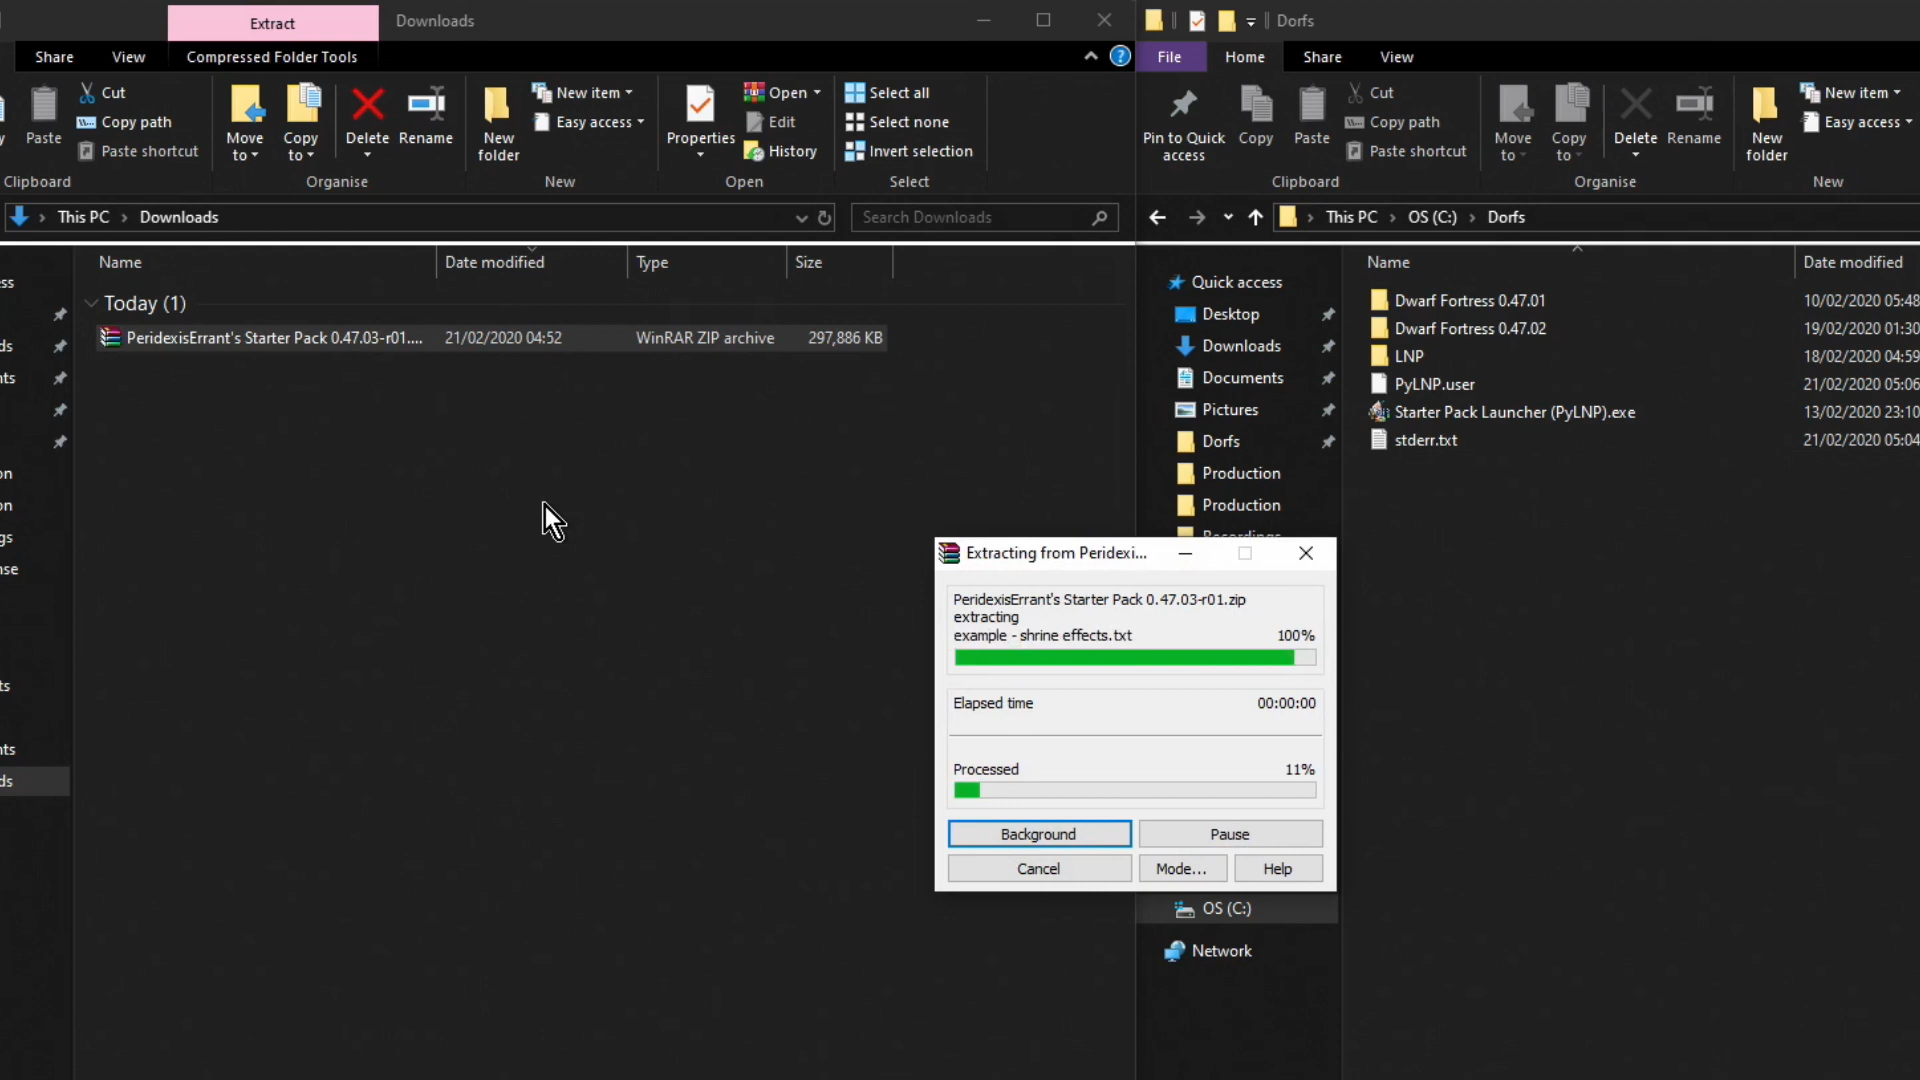 Extract
Downloads
Share
View
Compressed Folder Tools
Paste
Cut
Copy path
Paste shortcut
Move to
Copy to
Delete
Rename
New folder
New item
Easy access
Properties
Open
Edit
History
Select all
Select none
Invert selection
Clipboard
Organise
New
Open
Select
This PC
Downloads
Search Downloads
Name
Date modified
Type
Size
Today (1)
PeridexisErrant's Starter Pack 0.47.03-r01....
21/02/2020 04:52
WinRAR ZIP archive
297,886 KB
Dorfs
File
Home
Share
View
Pin to Quick access
Copy
Paste
Cut
Copy path
Paste shortcut
Move to
Copy to
Delete
Rename
New folder
New item
Easy access
Clipboard
Organise
New
This PC
OS (C:)
Dorfs
Quick access
Desktop
Downloads
Documents
Pictures
Dorfs
Production
Production
Name
Date modified
Dwarf Fortress 0.47.01
10/02/2020 05:48
Dwarf Fortress 0.47.02
19/02/2020 01:30
LNP
18/02/2020 04:59
PyLNP.user
21/02/2020 05:06
Starter Pack Launcher (PyLNP).exe
13/02/2020 23:10
stderr.txt
21/02/2020 05:04
Extracting from Peridexi...
PeridexisErrant's Starter Pack 0.47.03-r01.zip
extracting
example - shrine effects.txt
100%
Elapsed time
00:00:00
Processed
11%
Background
Pause
Cancel
Mode...
Help
OS (C:)
Network